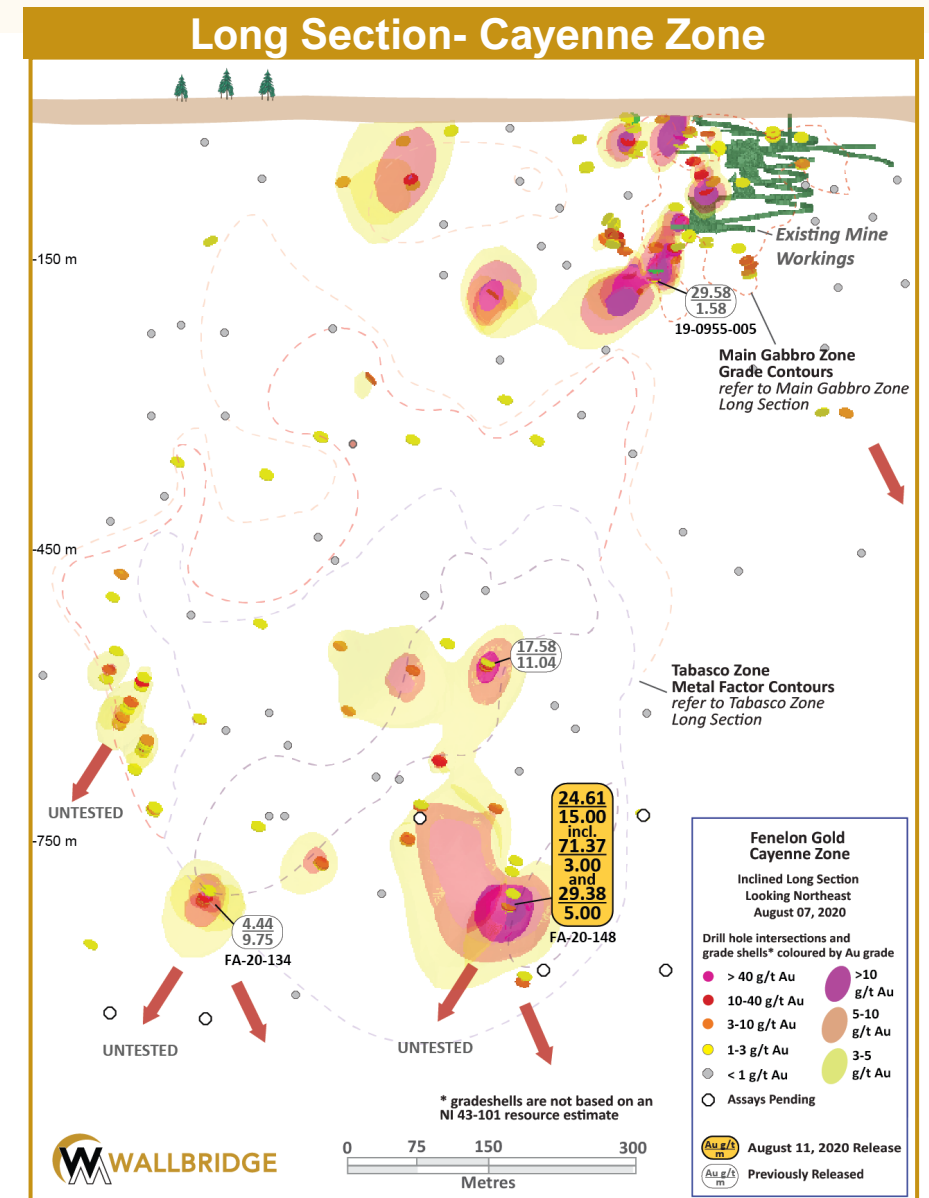 Long Section- Cayenne Zone
-150 m
Existing Mine
Workings
29.58
1.58
19-0955-005
Main Gabbro Zone
Grade Contours
refer to Main Gabbro Zone
Long Section
-450 m
17.58
11.04
Tabasco Zone
Metal Factor Contours
refer to Tabasco Zone
Long Section
UNTESTED
-750 m
24.61
15.00
incl.
71.37
3.00
and
29.38
5.00
FA-20-148
4.44
9.75
FA-20-134
UNTESTED
UNTESTED
Fenelon Gold
Cayenne Zone
Inclined Long Section
Looking Northeast
August 07, 2020
Drill hole intersections and
grade shells* coloured by Au grade
> 40 g/t Au
10-40 g/t Au
3-10 g/t Au
1-3 g/t Au
< 1 g/t Au
Assays Pending
>10
g/t Au
5-10
g/t Au
3-5
g/t Au
Au g/t
m
August 11, 2020 Release
Au g/t
m
Previously Released
* gradeshells are not based on an
NI 43-101 resource estimate
WALLBRIDGE
0 75 150 300
Metres